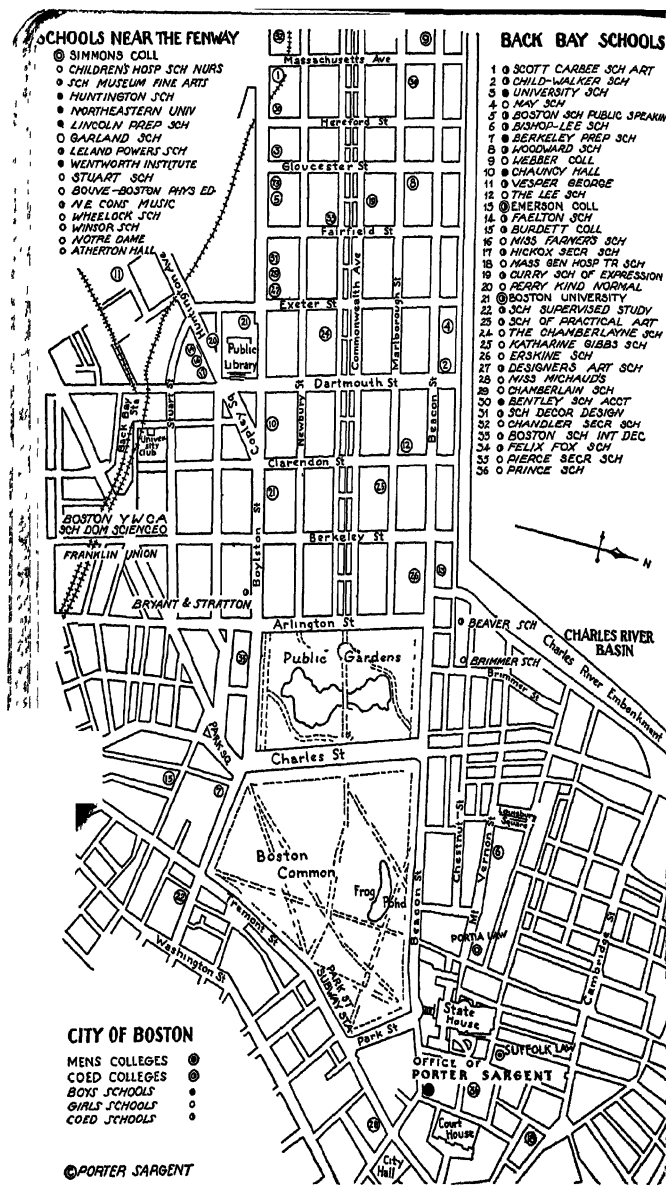 SCHOOLS NEAR THE FENWAY
SIMMONS COLL
CHILDREN'S HOSP SCH NURS
SCH MUSEUM FINE ARTS
HUNTINGTON SCH
NORTHEASTERN UNIV
LINCOLN PREP SCH
GARLAND SCH
LELAND POWERS SCH
WENTWORTH INSTITUTE
STUART SCH
BOUVE-BOSTON PHYS ED
N.E. CONS MUSIC
WHEELOCK SCH
WINSOR SCH
NOTRE DAME
ATHERTON HALL
BACK BAY SCHOOLS
1 SCOTT CARBEE SCH ART
2 CHILD-WALKER SCH
3 UNIVERSITY SCH
4 MAY SCH
5 BOSTON SCH PUBLIC SPEAKIN
6 BISHOP-LEE SCH
7 BERKELEY PREP SCH
8 WOODWARD SCH
9 WEBBER COLL
10 CHAUNCY HALL
11 VESPER GEORGE
12 THE LEE SCH
13 EMERSON COLL
14 FAELTON SCH
15 BURDETT COLL
16 MISS FARMER'S SCH
17 HICKOX SECR SCH
18 MASS GEN HOSP TR SCH
19 CURRY SCH OF EXPRESSION
20 PERRY KIND NORMAL
21 BOSTON UNIVERSITY
22 SCH SUPERVISED STUDY
23 SCH OF PRACTICAL ART
24 THE CHAMBERLAYNE SCH
25 KATHARINE GIBBS SCH
26 ERSKINE SCH
27 DESIGNERS ART SCH
28 MISS MICHAUD'S
29 CHAMBERLAIN SCH
30 BENTLEY SCH ACCT
31 SCH DECOR DESIGN
32 CHANDLER SECR SCH
33 BOSTON SCH INT DEC
34 FELIX FOX SCH
35 PIERCE SECR SCH
36 PRINCE SCH
Massachusetts Ave
Hereford St
Gloucester St
Fairfield St
Exeter St
Dartmouth St
Clarendon St
Berkeley St
Arlington St
Huntington Ave
Commonwealth Ave
Marlborough St
Newbury St
Beacon St
Boylston St
Stuart St
Copley Sq
Back Bay Sta
Public Library
University Club
BOSTON Y.W.C.A.
SCH DOM SCIENCE
FRANKLIN UNION
BRYANT & STRATTON
N
BEAVER SCH
BRIMMER SCH
Brimmer St
CHARLES RIVER
BASIN
Charles River Embankment
Public Gardens
Charles St
PARK SQ.
Boston
Common
Frog
Pond
Beacon St
Chestnut St
Mt Vernon St
Louisburg
Square
Cambridge St
Tremont St
Washington St
PARK ST
SUBWAY STA
Park St
PORTIA LAW
State
House
SUFFOLK LAW
OFFICE OF
PORTER SARGENT
Court
House
City
Hall
CITY OF BOSTON
MENS COLLEGES
COED COLLEGES
BOYS SCHOOLS
GIRLS SCHOOLS
COED SCHOOLS
©PORTER SARGENT